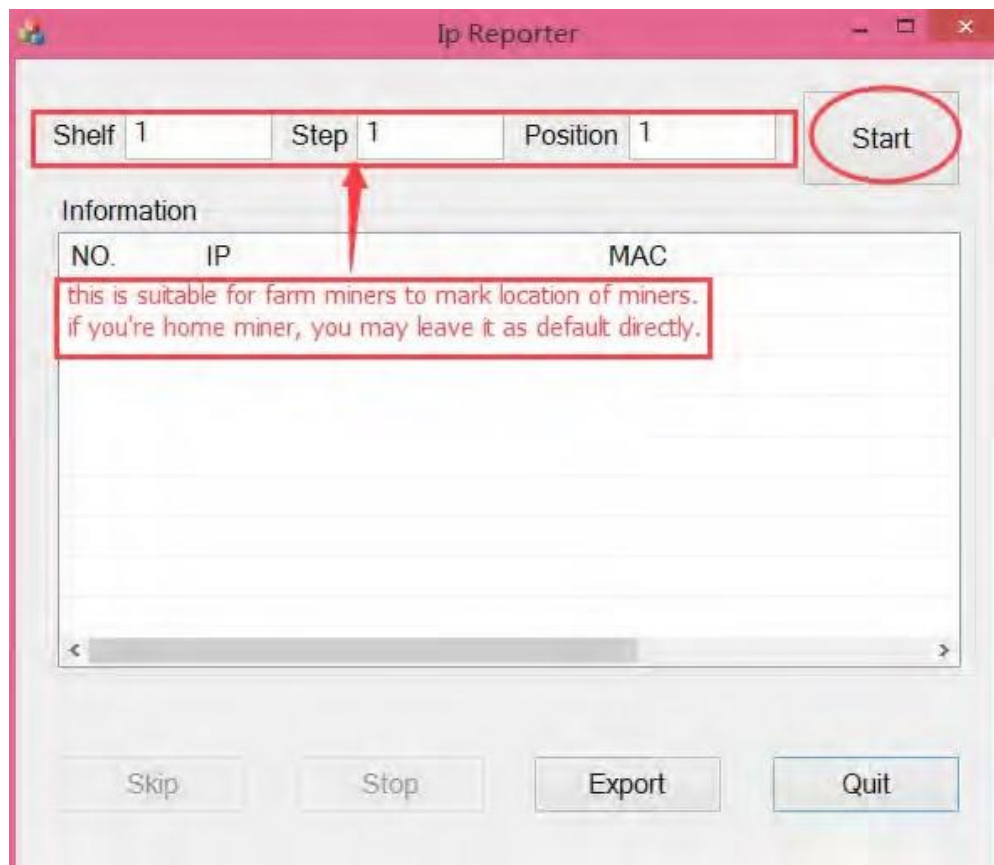 Ip Reporter
Shelf 1 Step 1 Position 1 Start
Information
NO. IP MAC
this is suitable for farm miners to mark location of miners.
if you're home miner, you may leave it as default directly.
Skip Stop Export Quit